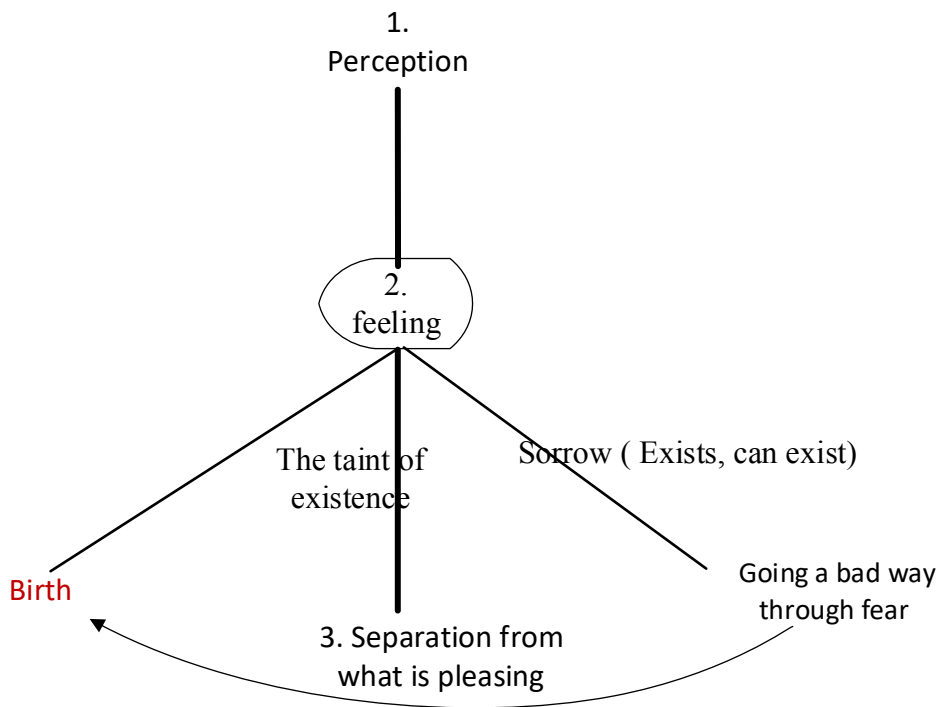 1.
Perception
2.
feeling
The taint of
existence
Sorrow ( Exists, can exist)
Birth
Going a bad way
through fear
3. Separation from
what is pleasing